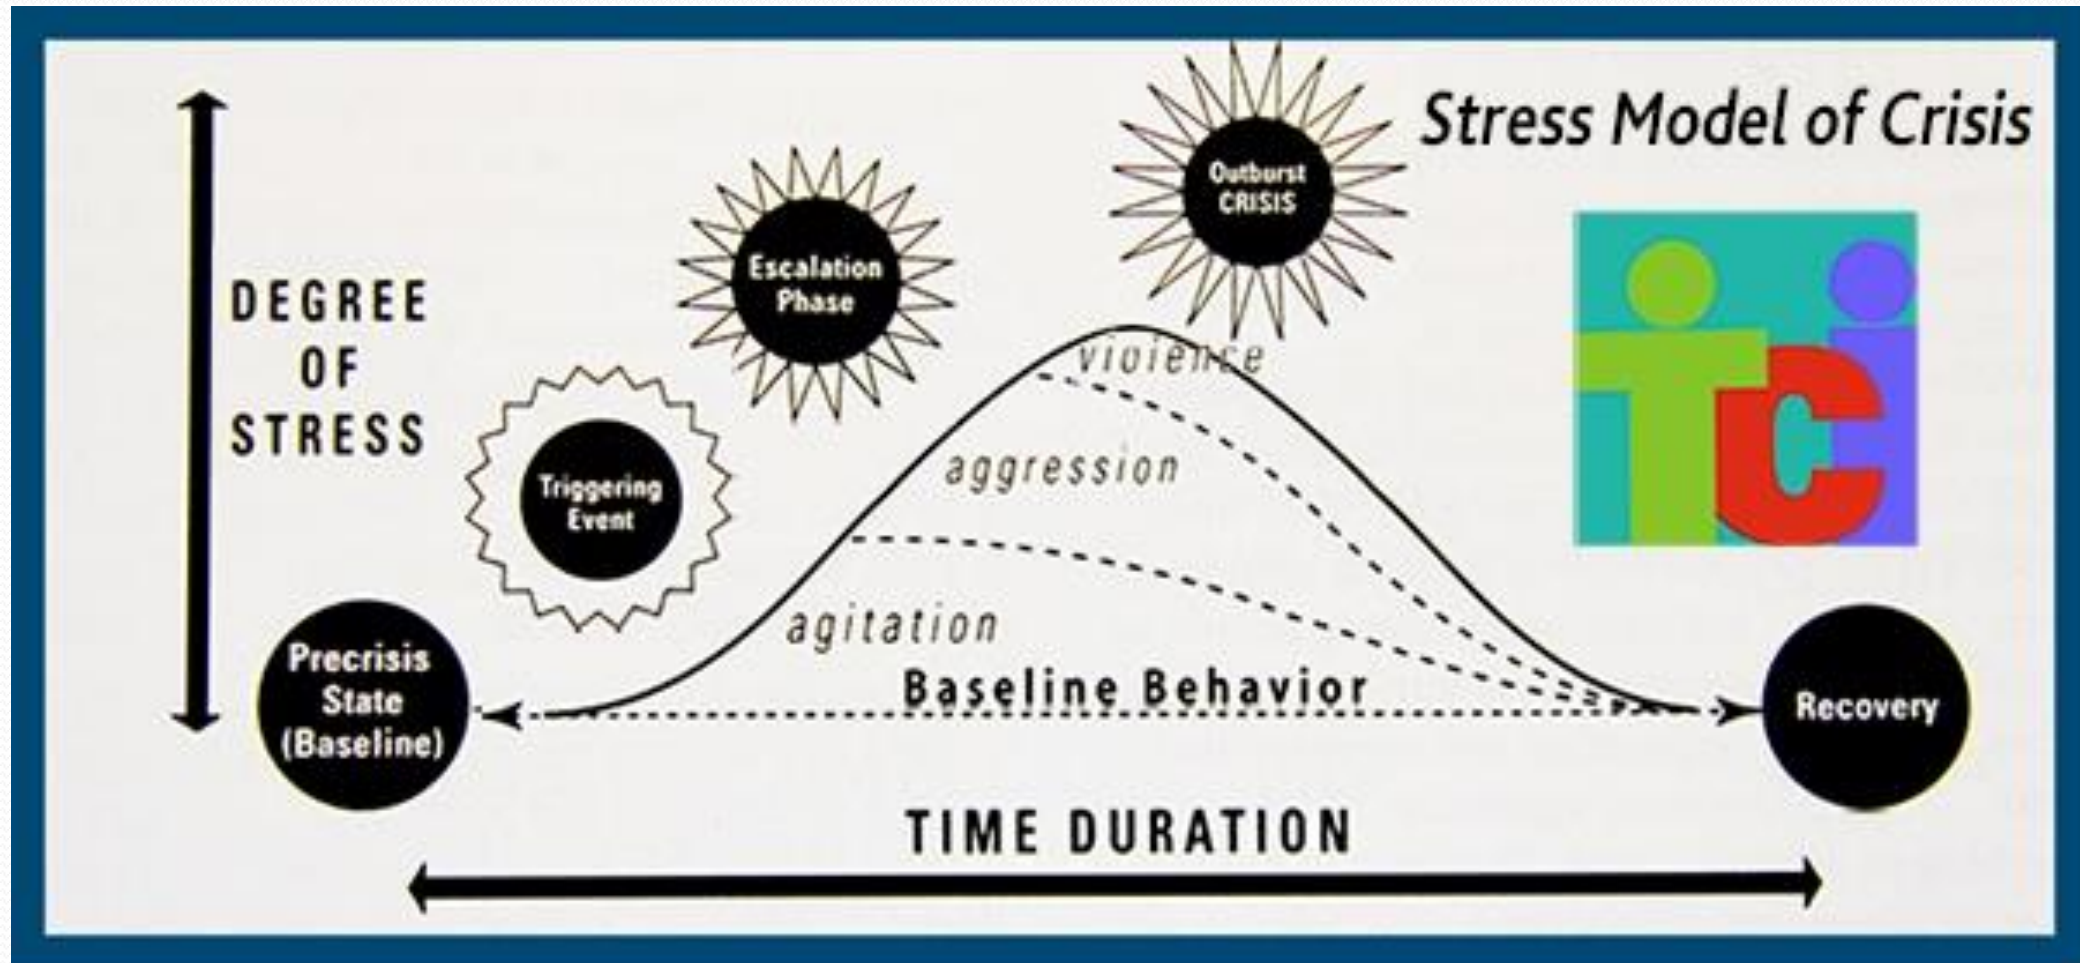 Stress Model of Crisis
Outburst
CRISIS
Escalation
Phase
DEGREE
OF
STRESS
Triggering
Event
violence
aggression
agitation
Precrisis
State
(Baseline)
Baseline Behavior
Recovery
TIME DURATION
TCI